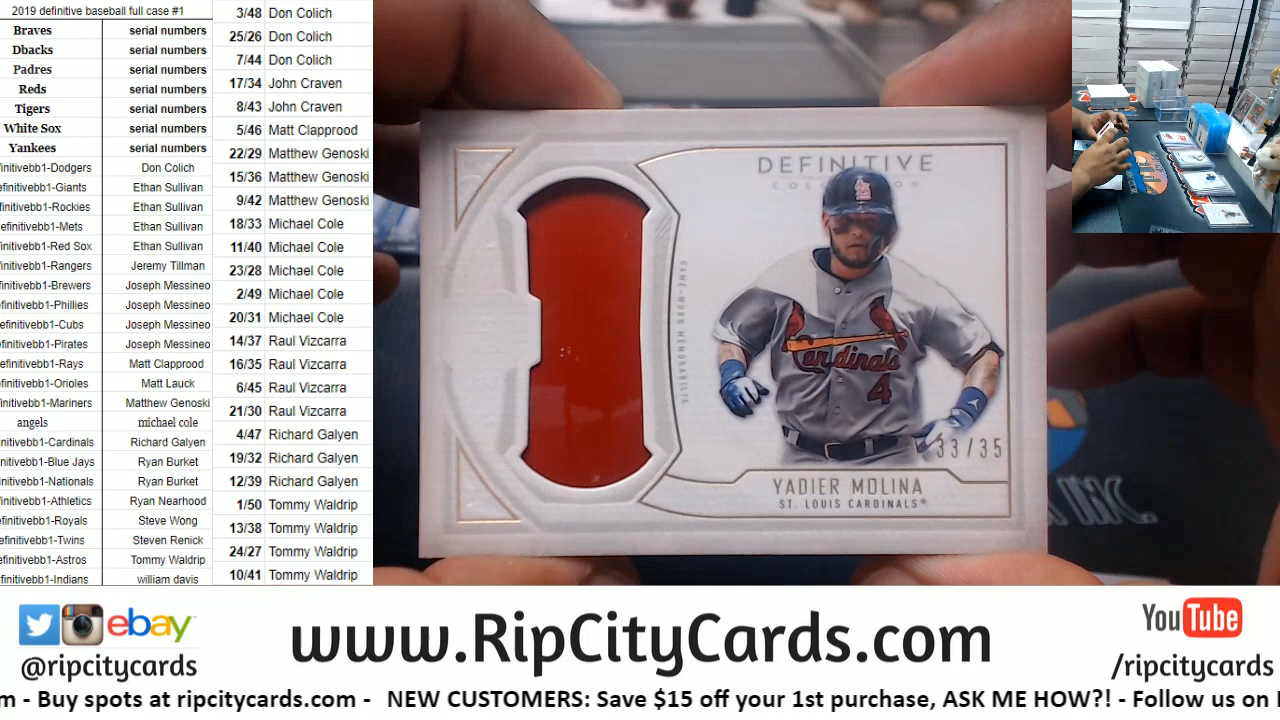 2019 definitive baseball full case #1
Braves serial numbers
Dbacks serial numbers
Padres serial numbers
Reds serial numbers
Tigers serial numbers
White Sox serial numbers
Yankees serial numbers
finitivebb1-Dodgers Don Colich
efinitivebb1-Giants Ethan Sullivan
efinitivebb1-Rockies Ethan Sullivan
efinitivebb1-Mets Ethan Sullivan
efinitivebb1-Red Sox Ethan Sullivan
finitivebb1-Rangers Jeremy Tillman
finitivebb1-Brewers Joseph Messineo
finitivebb1-Phillies Joseph Messineo
efinitivebb1-Cubs Joseph Messineo
finitivebb1-Pirates Joseph Messineo
efinitivebb1-Rays Matt Clapprood
efinitivebb1-Orioles Matt Lauck
finitivebb1-Mariners Matthew Genoski
angels michael cole
nitivebb1-Cardinals Richard Galyen
nitivebb1-Blue Jays Ryan Burket
nitivebb1-Nationals Ryan Burket
finitivebb1-Athletics Ryan Nearhood
efinitivebb1-Royals Steve Wong
efinitivebb1-Twins Steven Renick
efinitivebb1-Astros Tommy Waldrip
efinitivebb1-Indians william davis
3/48 Don Colich
25/26 Don Colich
7/44 Don Colich
17/34 John Craven
8/43 John Craven
5/46 Matt Clapprood
22/29 Matthew Genoski
15/36 Matthew Genoski
9/42 Matthew Genoski
18/33 Michael Cole
11/40 Michael Cole
23/28 Michael Cole
2/49 Michael Cole
20/31 Michael Cole
14/37 Raul Vizcarra
16/35 Raul Vizcarra
6/45 Raul Vizcarra
21/30 Raul Vizcarra
4/47 Richard Galyen
19/32 Richard Galyen
12/39 Richard Galyen
1/50 Tommy Waldrip
13/38 Tommy Waldrip
24/27 Tommy Waldrip
10/41 Tommy Waldrip
DEFINITIVE
COLLECTION
GAME-WORN MEMORABILIA
Cardinals
4
33/35
YADIER MOLINA
ST. LOUIS CARDINALS®
ebay
@ripcitycards
www.RipCityCards.com
YouTube
/ripcitycards
m - Buy spots at ripcitycards.com - NEW CUSTOMERS: Save $15 off your 1st purchase, ASK ME HOW?! - Follow us on